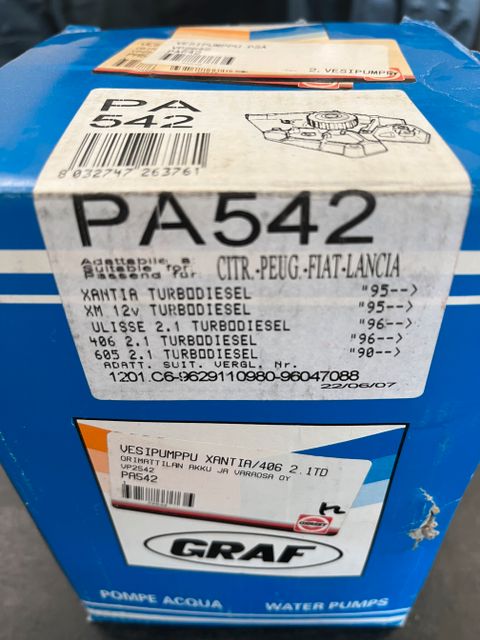 VESIPUMPPU PSA
VP2542
PA542
2. VESIPUMPP
PA
542
8 032747 263761
PA542
Adattabile a
Suitable for
Passend für:
CITR.-PEUG.-FIAT-LANCIA
XANTIA TURBODIESEL "95-->
XM 12v TURBODIESEL "95-->
ULISSE 2.1 TURBODIESEL "96-->
406 2.1 TURBODIESEL "96-->
605 2.1 TURBODIESEL "90-->
ADATT. SUIT. VERGL. Nr.
1201.C6-9629110980-96047088
22/06/07
VESIPUMPPU XANTIA/406 2.1TD
ORIMATTILAN AKKU JA VARAOSA OY
VP2542
PA542
GRAF
POMPE ACQUA WATER PUMPS